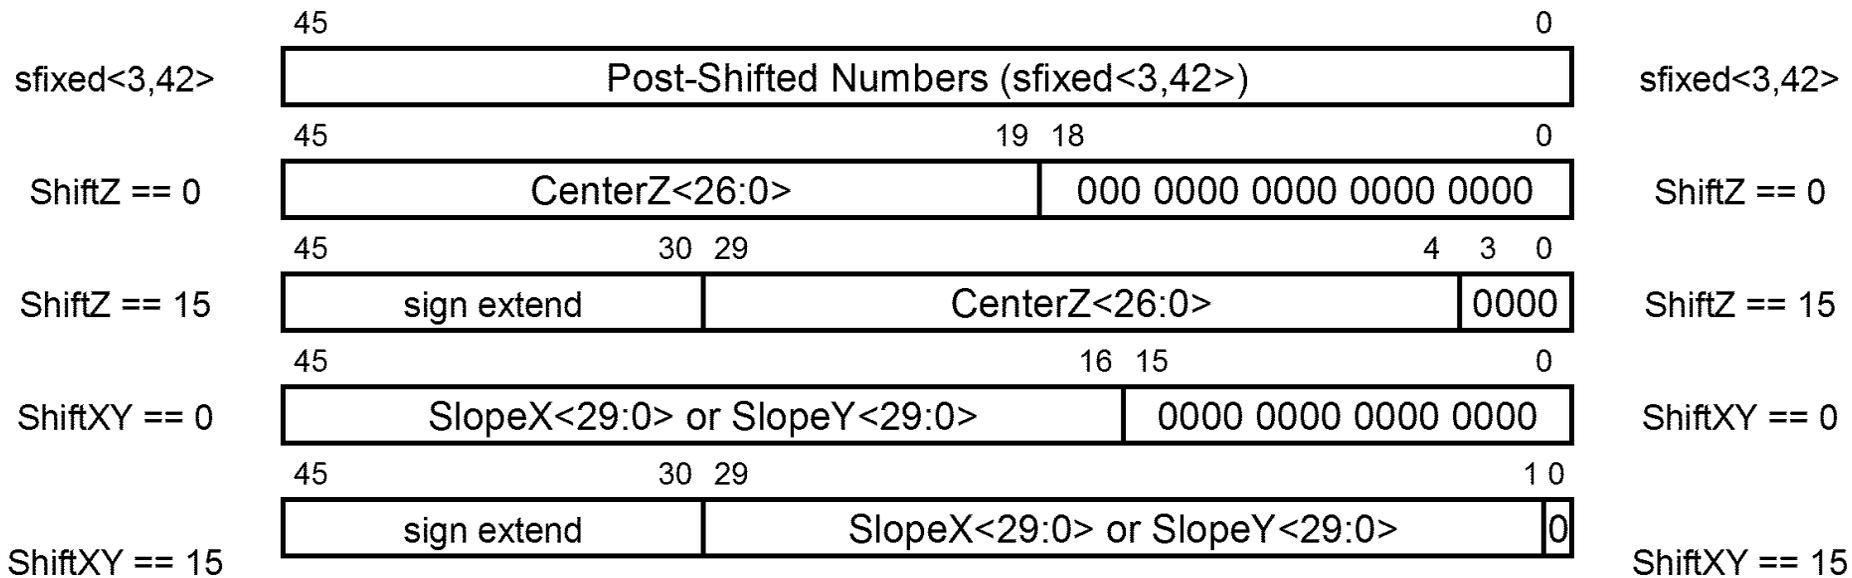 45 0
sfixed<3,42> Post-Shifted Numbers (sfixed<3,42>) sfixed<3,42>
45 19 18 0
ShiftZ == 0 CenterZ<26:0> 000 0000 0000 0000 0000 ShiftZ == 0
45 30 29 4 3 0
ShiftZ == 15 sign extend CenterZ<26:0> 0000 ShiftZ == 15
45 16 15 0
ShiftXY == 0 SlopeX<29:0> or SlopeY<29:0> 0000 0000 0000 0000 ShiftXY == 0
45 30 29 1 0
ShiftXY == 15 sign extend SlopeX<29:0> or SlopeY<29:0> 0 ShiftXY == 15